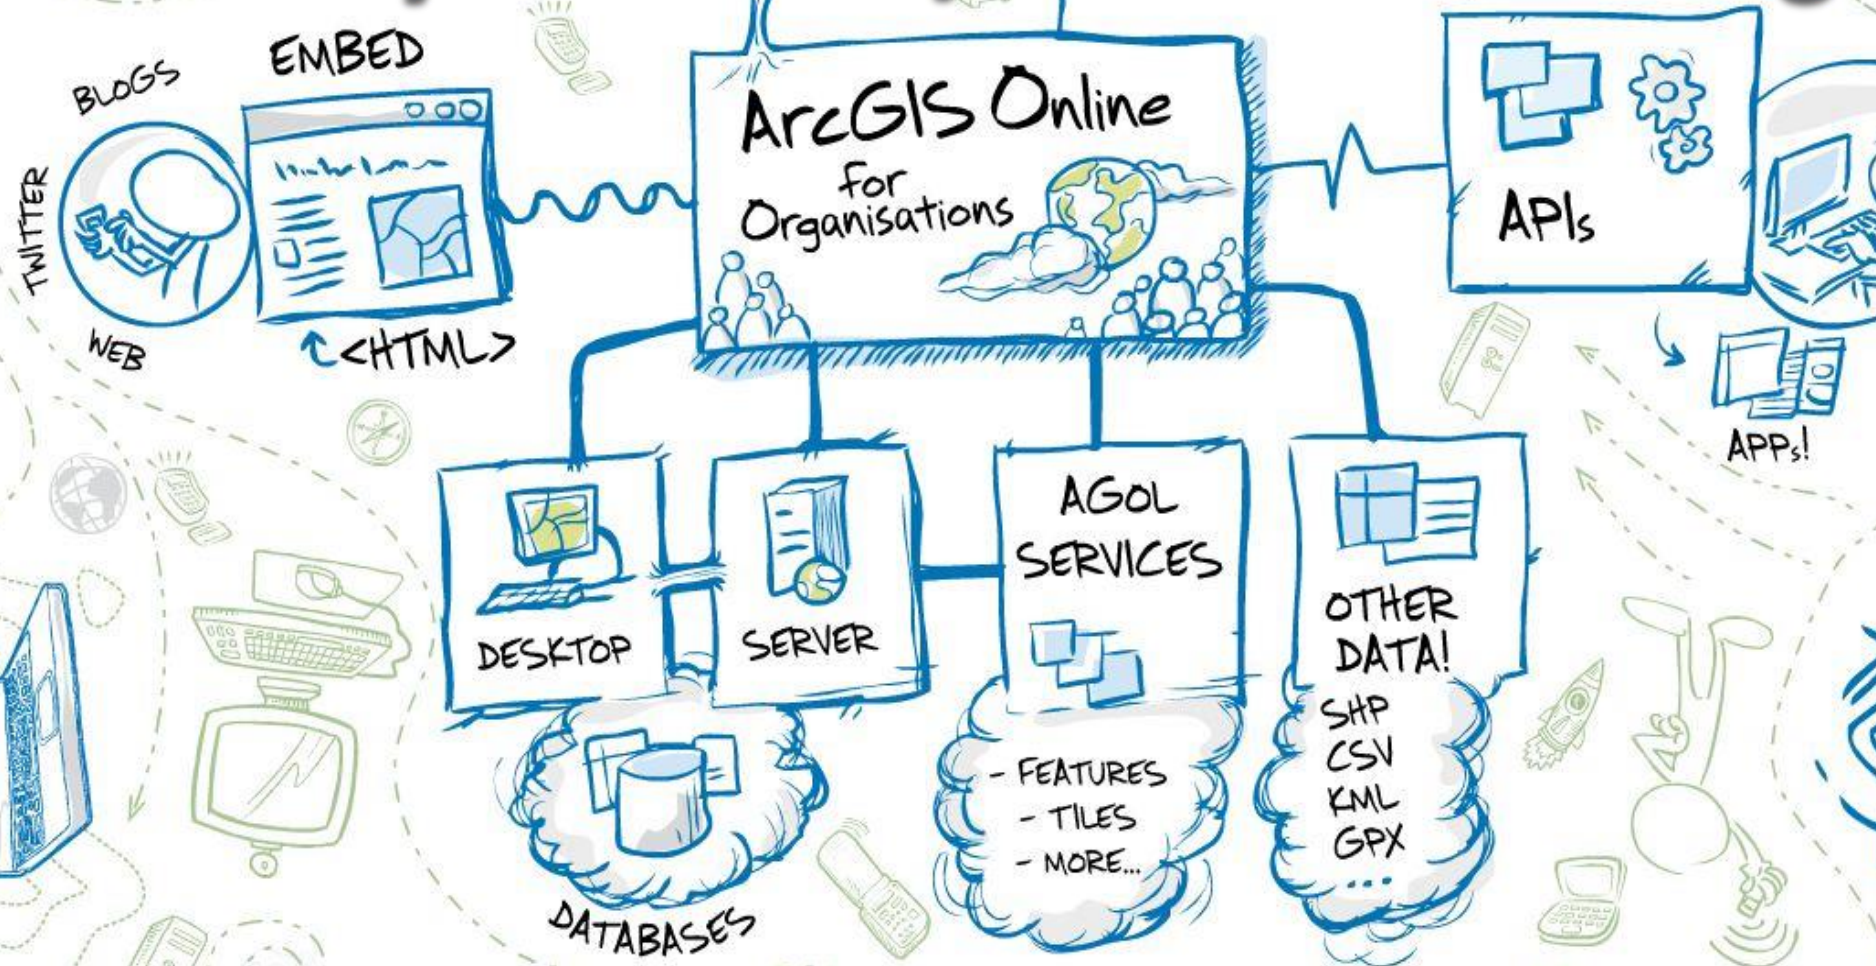 BLOGS
TWITTER
WEB
EMBED
<HTML>
ArcGIS Online
for
Organisations
APIs
APPs!
DESKTOP
SERVER
DATABASES
AGOL
SERVICES
- FEATURES
- TILES
- MORE...
OTHER
DATA!
SHP
CSV
KML
GPX
...